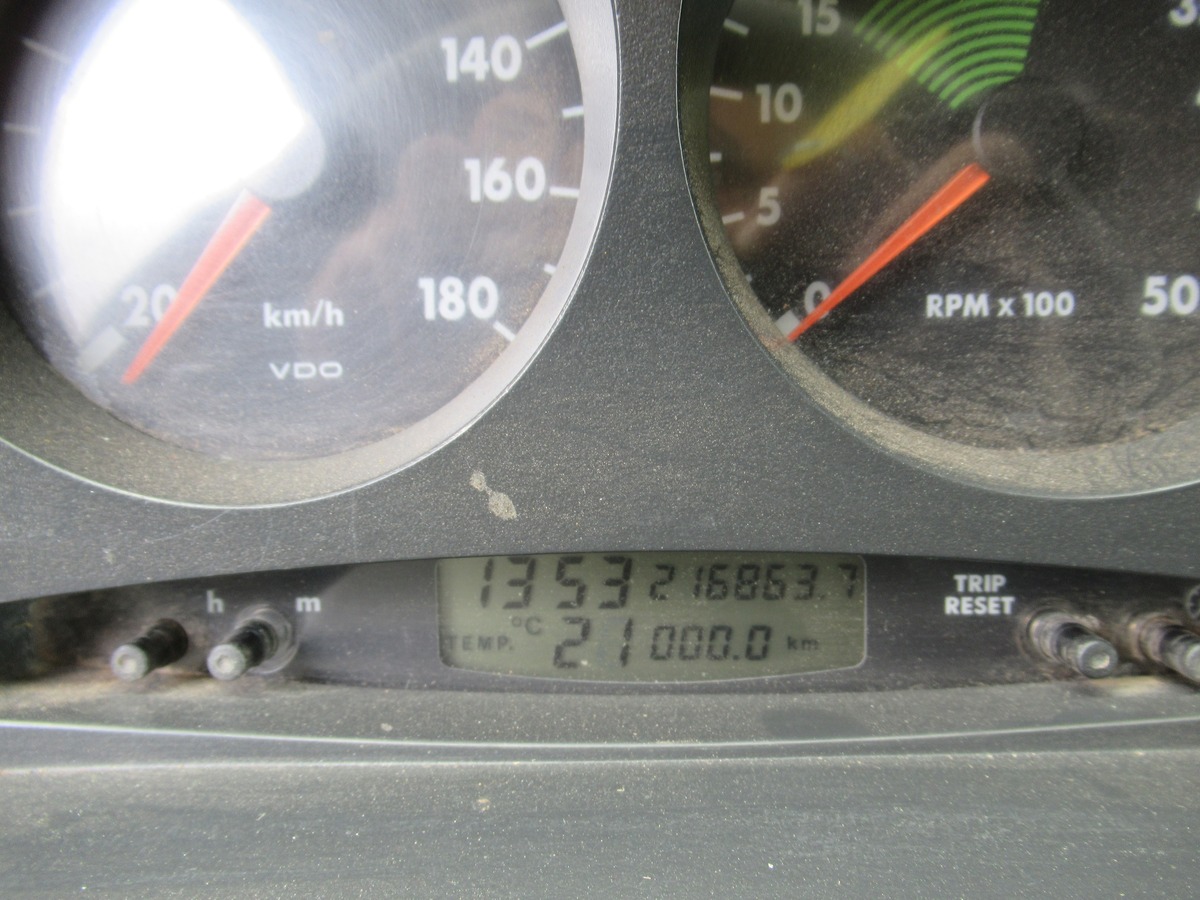 140
160
180
20
km/h
VDO
15
10
5
0
RPM x 100
50
h m
13 53 216863.7
°C
TEMP. 21 000.0 km
TRIP
RESET